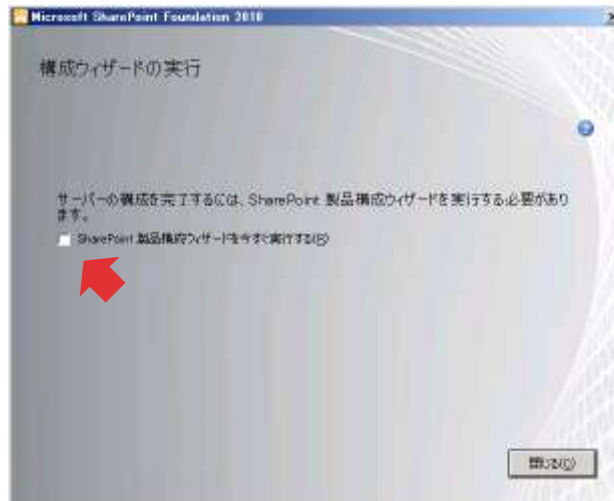 Microsoft SharePoint Foundation 2010
構成ウィザードの実行
サーバーの構成を完了するには、SharePoint 製品構成ウィザードを実行する必要があり
ます。
SharePoint 製品構成ウィザードを今すぐ実行する(R)
閉じる(C)